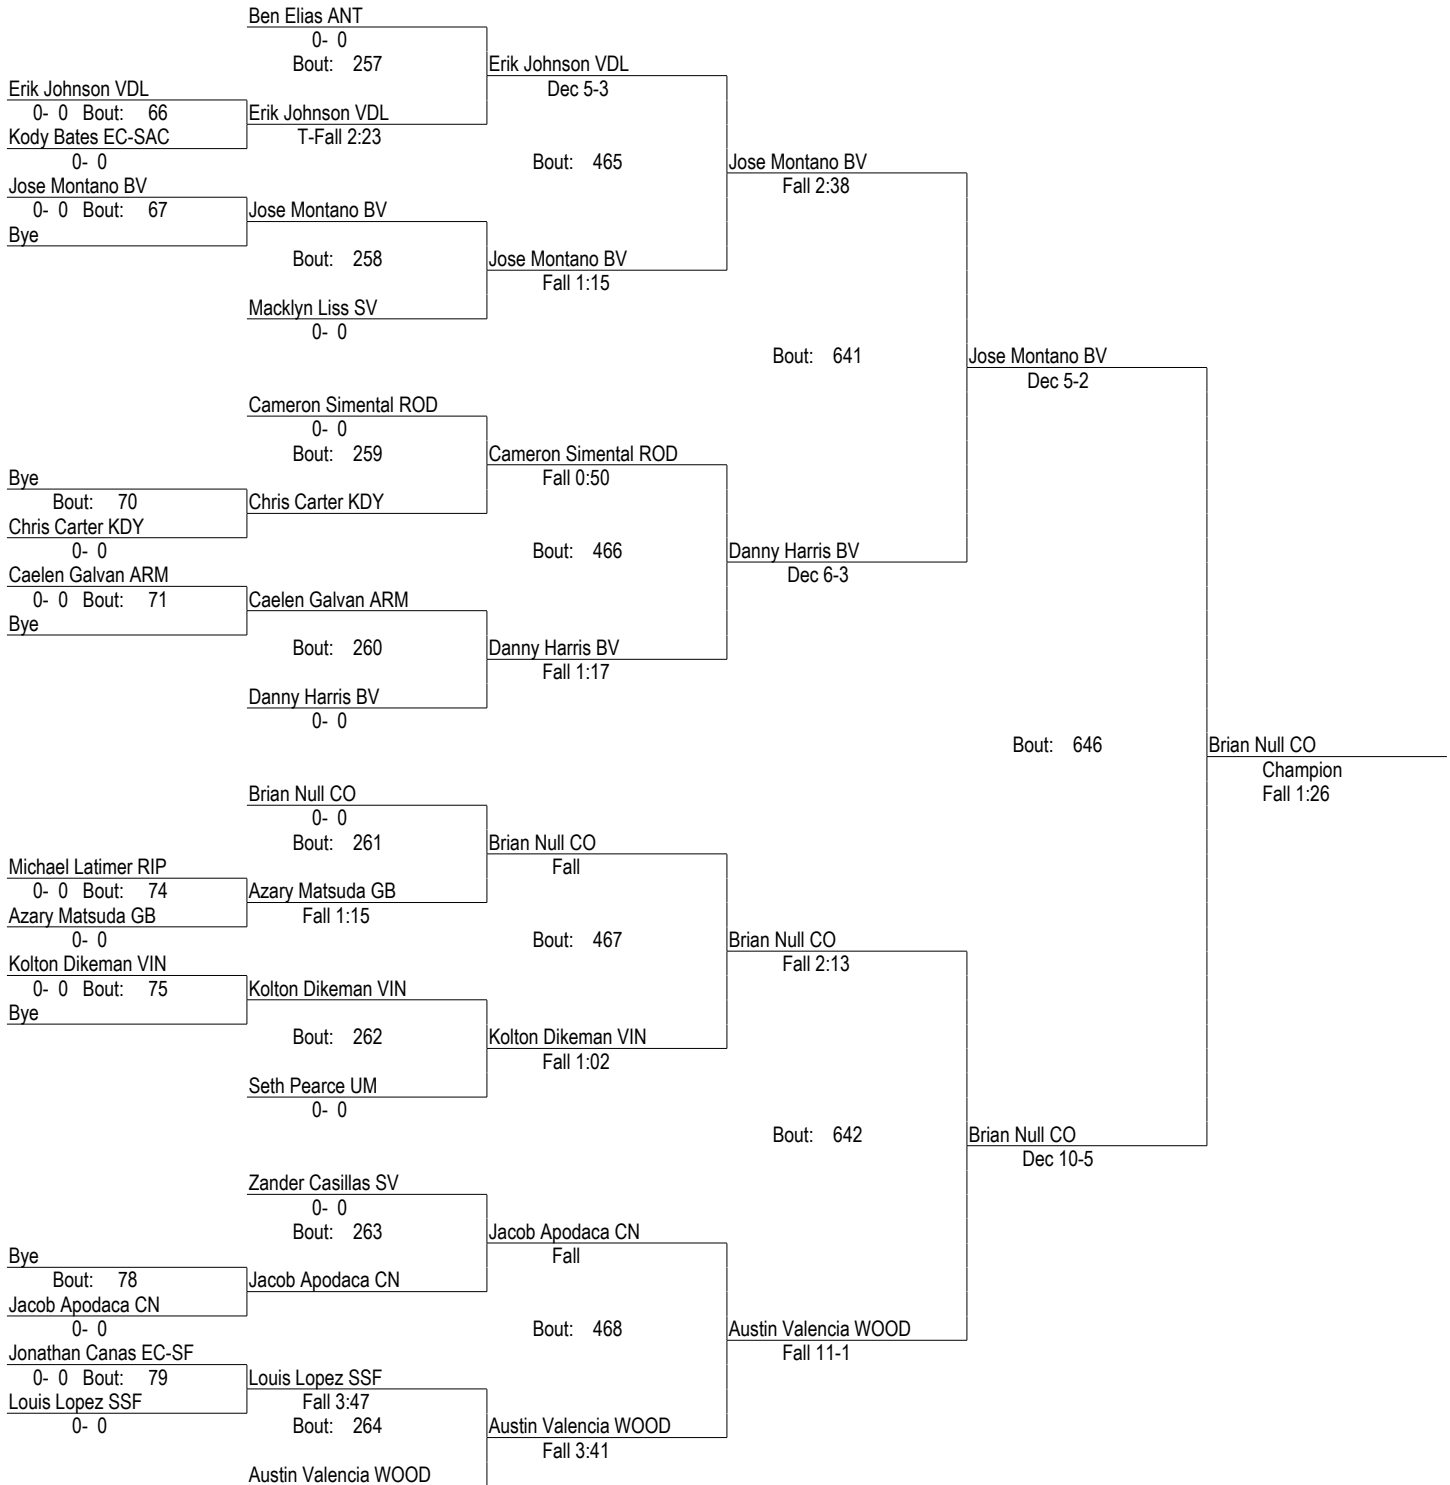 Ben Elias ANT
0- 0
Bout: 257
Erik Johnson VDL
Dec 5-3
Erik Johnson VDL
0- 0 Bout: 66
Erik Johnson VDL
Kody Bates EC-SAC
T-Fall 2:23
0- 0
Bout: 465
Jose Montano BV
Fall 2:38
Jose Montano BV
0- 0 Bout: 67
Jose Montano BV
Bye
Bout: 258
Jose Montano BV
Fall 1:15
Macklyn Liss SV
0- 0
Bout: 641
Jose Montano BV
Dec 5-2
Cameron Simental ROD
0- 0
Bout: 259
Cameron Simental ROD
Fall 0:50
Bye
Bout: 70
Chris Carter KDY
Chris Carter KDY
0- 0
Bout: 466
Danny Harris BV
Dec 6-3
Caelen Galvan ARM
0- 0 Bout: 71
Caelen Galvan ARM
Bye
Bout: 260
Danny Harris BV
Fall 1:17
Danny Harris BV
0- 0
Bout: 646
Brian Null CO
Champion
Fall 1:26
Brian Null CO
0- 0
Bout: 261
Brian Null CO
Fall
Michael Latimer RIP
0- 0 Bout: 74
Azary Matsuda GB
Azary Matsuda GB
Fall 1:15
0- 0
Bout: 467
Brian Null CO
Fall 2:13
Kolton Dikeman VIN
0- 0 Bout: 75
Kolton Dikeman VIN
Bye
Bout: 262
Kolton Dikeman VIN
Fall 1:02
Seth Pearce UM
0- 0
Bout: 642
Brian Null CO
Dec 10-5
Zander Casillas SV
0- 0
Bout: 263
Jacob Apodaca CN
Fall
Bye
Bout: 78
Jacob Apodaca CN
Jacob Apodaca CN
0- 0
Bout: 468
Austin Valencia WOOD
Fall 11-1
Jonathan Canas EC-SF
0- 0 Bout: 79
Louis Lopez SSF
Louis Lopez SSF
Fall 3:47
0- 0
Bout: 264
Austin Valencia WOOD
Fall 3:41
Austin Valencia WOOD